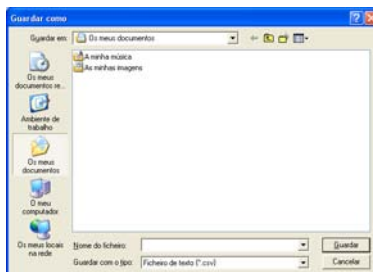 Guardar como
Guardar em:
Os meus documentos
A minha música
As minhas imagens
Os meus
documentos re...
Ambiente de
trabalho
Os meus
documentos
O meu
computador
Os meus locais
na rede
Nome do ficheiro:
Guardar
Guardar com o tipo:
Ficheiro de texto (*.csv)
Cancelar